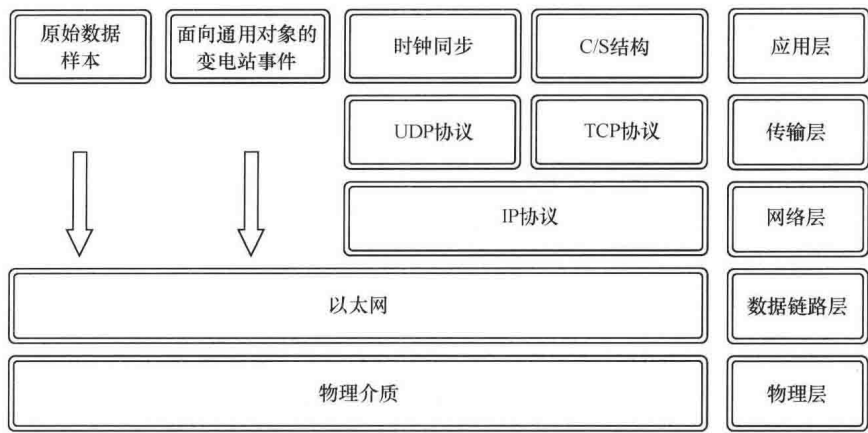 原始数据
样本
面向通用对象的
变电站事件
时钟同步
C/S结构
应用层
UDP协议
TCP协议
传输层
IP协议
网络层
以太网
数据链路层
物理介质
物理层